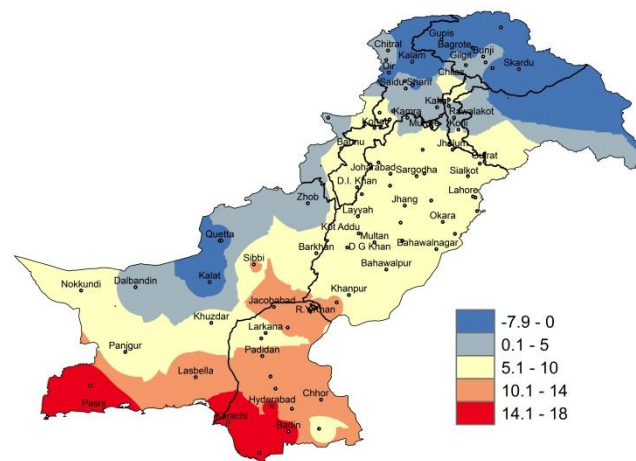 Gupis
Chitral
Bagrote
Bunji
Kalam
Gilgit
Skardu
Dir
Chilas
Saidu Sharif
Kakul
Kamra
Rawalakot
Kotli
Bannu
Jhelum
Gujrat
Joharabad
Sargodha
Sialkot
D.I. Khan
Lahore
Zhob
Jhang
Layyah
Okara
Kot Addu
Quetta
Multan
Barkhan
D G Khan
Bahawalnagar
Sibbi
Bahawalpur
Kalat
Dalbandin
Nokkundi
Khanpur
Jacobabad
R.Y.Khan
Khuzdar
Larkana
Panjgur
Padidan
Lasbella
Pasni
Hyderabad
Chhor
Karachi
Badin
-7.9 - 0
0.1 - 5
5.1 - 10
10.1 - 14
14.1 - 18